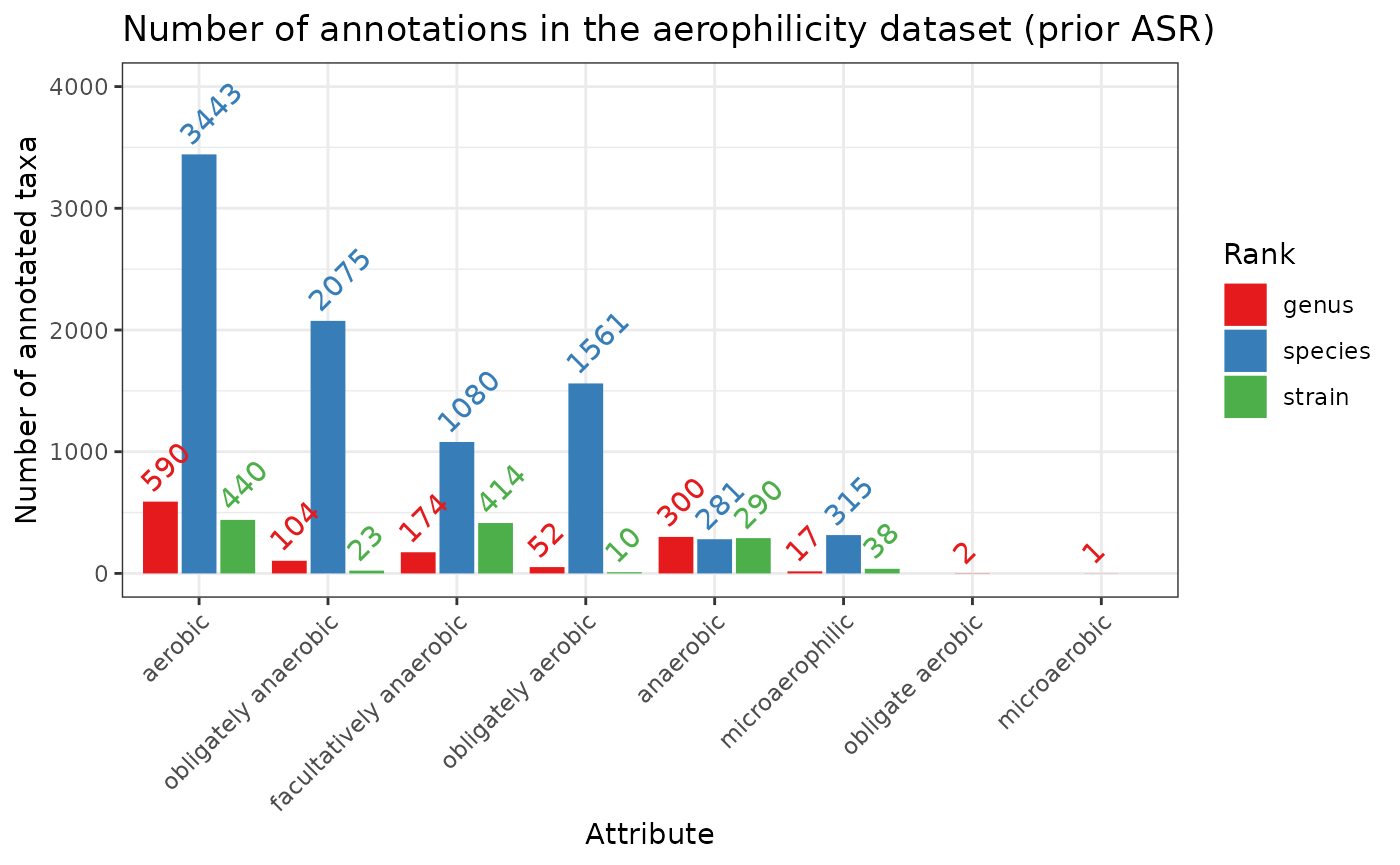 Number of annotations in the aerophilicity dataset (prior ASR)
Number of annotated taxa
4000
3000
2000
1000
0
590
3443
440
104
2075
23
174
1080
414
52
1561
10
300
281
290
17
315
38
2
1
aerobic
obligately anaerobic
facultatively anaerobic
obligately aerobic
anaerobic
microaerophilic
obligate aerobic
microaerobic
Attribute
Rank
genus
species
strain